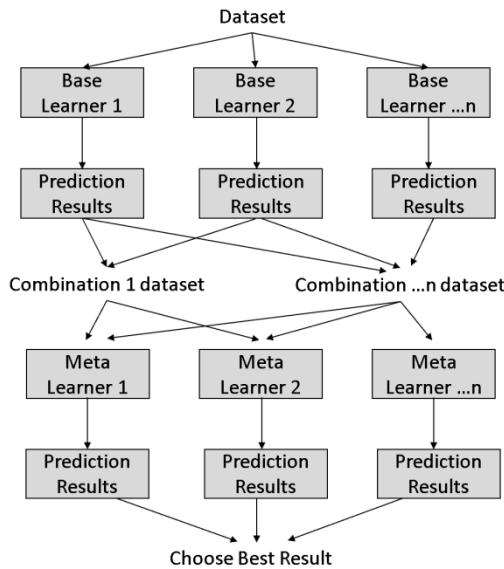 Dataset
Base
Learner 1
Base
Learner 2
Base
Learner ...n
Prediction
Results
Prediction
Results
Prediction
Results
Combination 1 dataset
Combination ...n dataset
Meta
Learner 1
Meta
Learner 2
Meta
Learner ...n
Prediction
Results
Prediction
Results
Prediction
Results
Choose Best Result